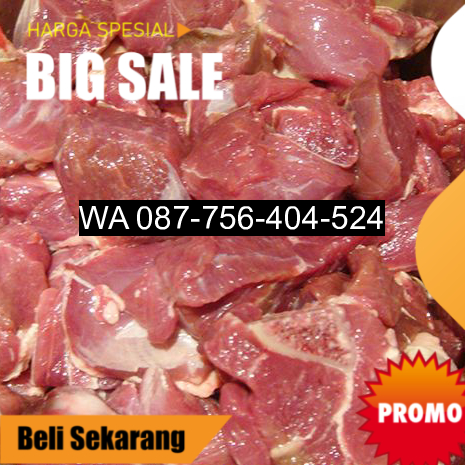 HARGA SPESIAL
BIG SALE
WA 087-756-404-524
PROMO
Beli Sekarang